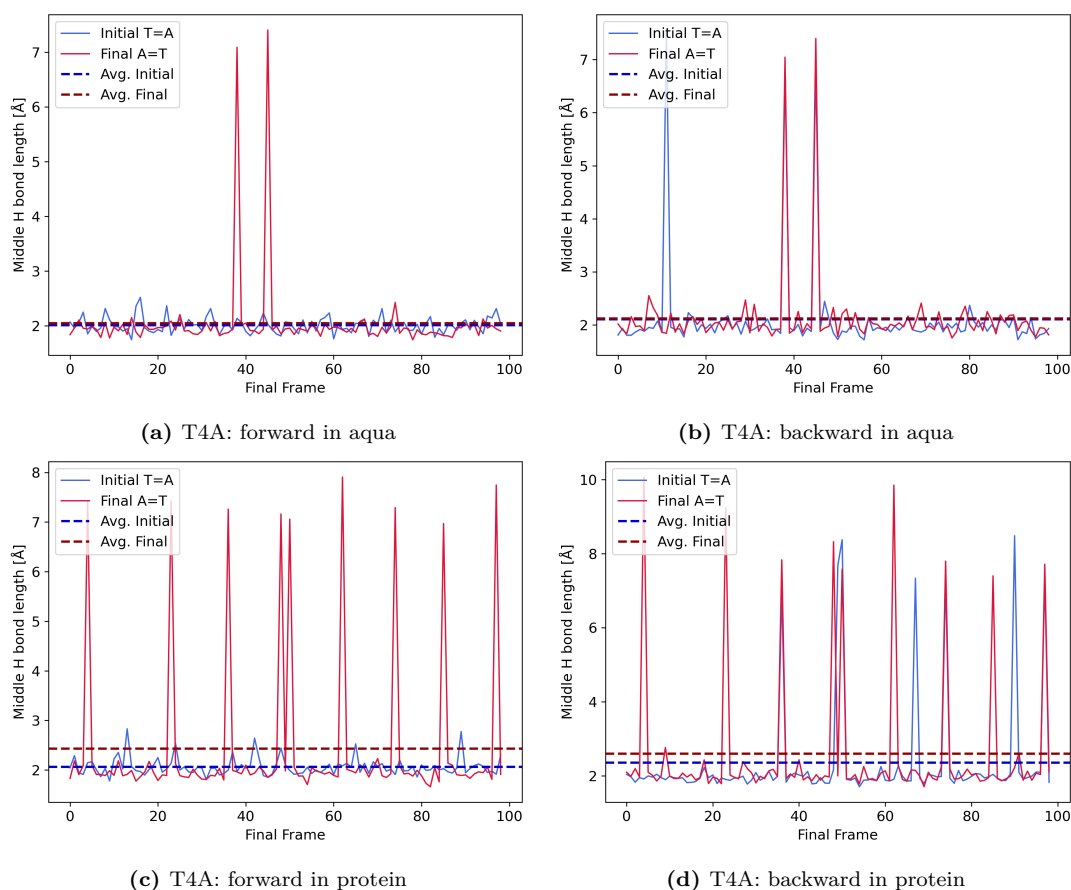 Initial T=A
Final A=T
Avg. Initial
Avg. Final
7
6
5
4
3
2
Middle H bond length [Å]
0 20 40 60 80 100
Final Frame
(a) T4A: forward in aqua
Initial T=A
Final A=T
Avg. Initial
Avg. Final
7
6
5
4
3
2
Middle H bond length [Å]
0 20 40 60 80 100
Final Frame
(b) T4A: backward in aqua
Initial T=A
Final A=T
Avg. Initial
Avg. Final
8
7
6
5
4
3
2
Middle H bond length [Å]
0 20 40 60 80 100
Final Frame
(c) T4A: forward in protein
Initial T=A
Final A=T
Avg. Initial
Avg. Final
10
8
6
4
2
Middle H bond length [Å]
0 20 40 60 80 100
Final Frame
(d) T4A: backward in protein